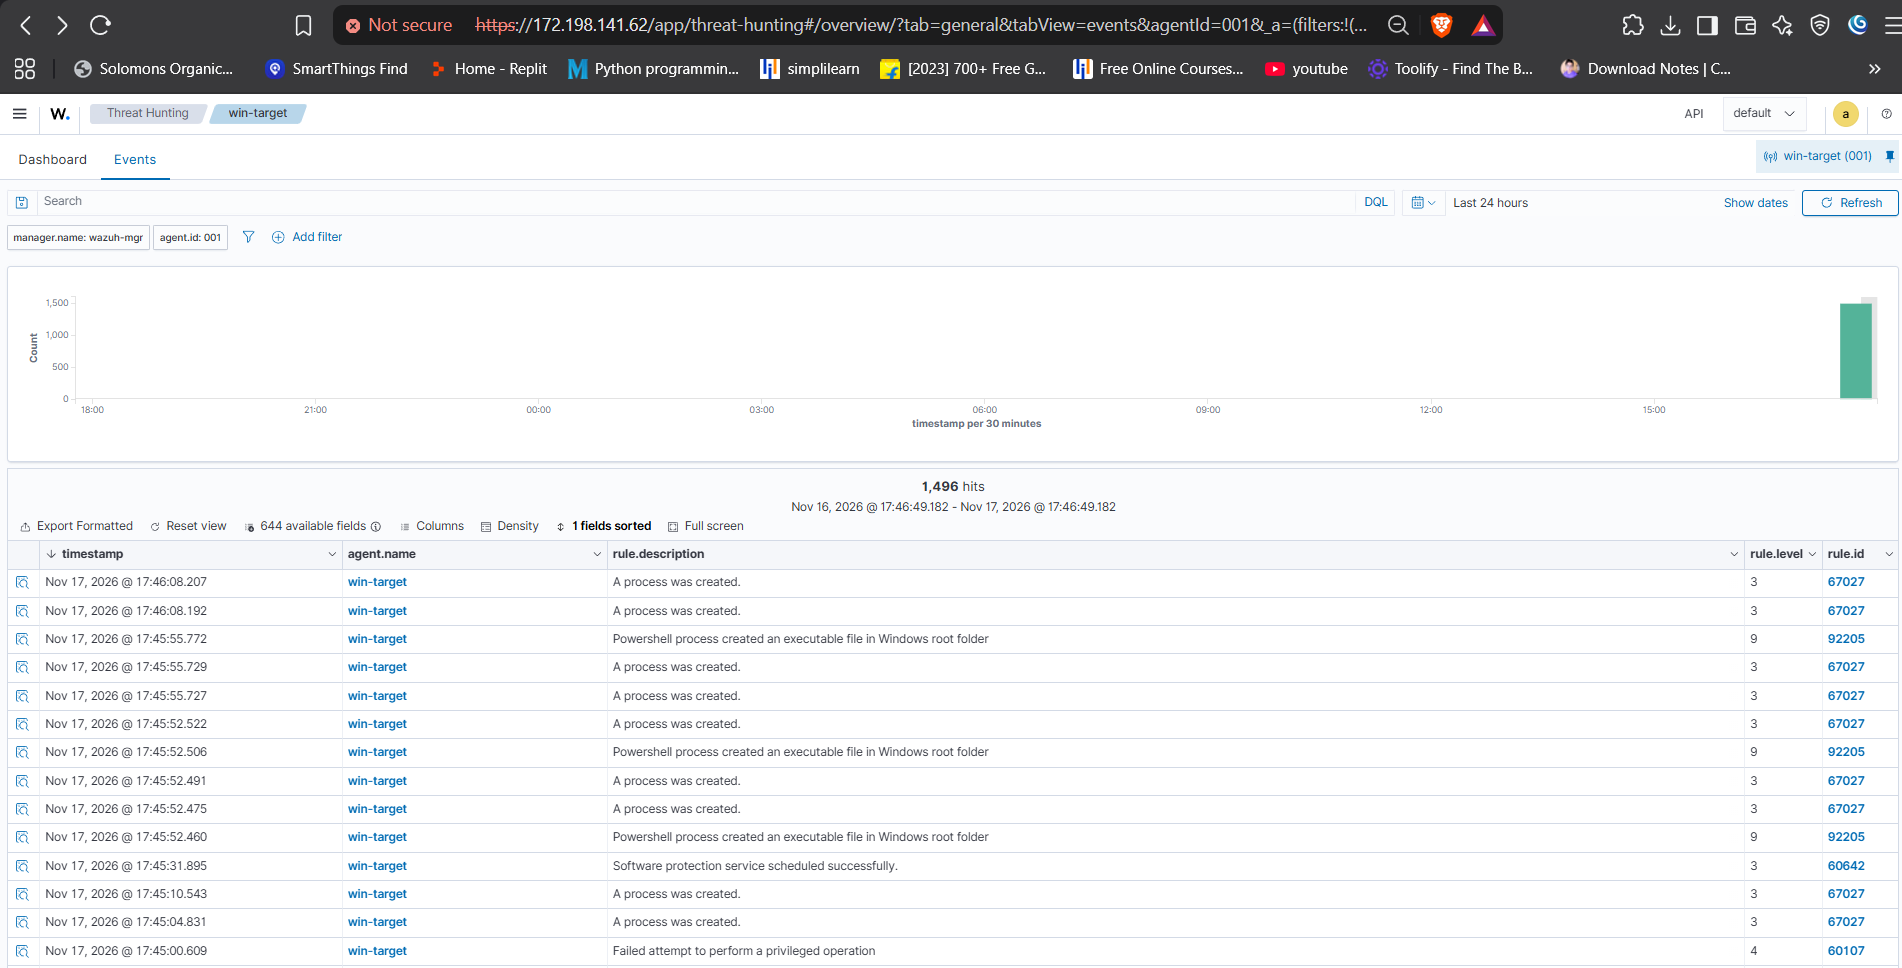 Not secure https://172.198.141.62/app/threat-hunting#/overview/?tab=general&tabView=events&agentId=001&_a=(filters:!(...
Solomons Organic... SmartThings Find Home - Replit Python programmin... simplilearn [2023] 700+ Free G... Free Online Courses... youtube Toolify - Find The B... Download Notes | C... »
W. Threat Hunting win-target API default a
Dashboard Events win-target (001)
Search DQL Last 24 hours Show dates Refresh
manager.name: wazuh-mgr agent.id: 001 Add filter
1,500
1,000
500
0
Count
18:00 21:00 00:00 03:00 06:00 09:00 12:00 15:00
timestamp per 30 minutes
1,496 hits
Nov 16, 2026 @ 17:46:49.182 - Nov 17, 2026 @ 17:46:49.182
Export Formatted Reset view 644 available fields Columns Density 1 fields sorted Full screen
timestamp agent.name rule.description rule.level rule.id
Nov 17, 2026 @ 17:46:08.207 win-target A process was created. 3 67027
Nov 17, 2026 @ 17:46:08.192 win-target A process was created. 3 67027
Nov 17, 2026 @ 17:45:55.772 win-target Powershell process created an executable file in Windows root folder 9 92205
Nov 17, 2026 @ 17:45:55.729 win-target A process was created. 3 67027
Nov 17, 2026 @ 17:45:55.727 win-target A process was created. 3 67027
Nov 17, 2026 @ 17:45:52.522 win-target A process was created. 3 67027
Nov 17, 2026 @ 17:45:52.506 win-target Powershell process created an executable file in Windows root folder 9 92205
Nov 17, 2026 @ 17:45:52.491 win-target A process was created. 3 67027
Nov 17, 2026 @ 17:45:52.475 win-target A process was created. 3 67027
Nov 17, 2026 @ 17:45:52.460 win-target Powershell process created an executable file in Windows root folder 9 92205
Nov 17, 2026 @ 17:45:31.895 win-target Software protection service scheduled successfully. 3 60642
Nov 17, 2026 @ 17:45:10.543 win-target A process was created. 3 67027
Nov 17, 2026 @ 17:45:04.831 win-target A process was created. 3 67027
Nov 17, 2026 @ 17:45:00.609 win-target Failed attempt to perform a privileged operation 4 60107